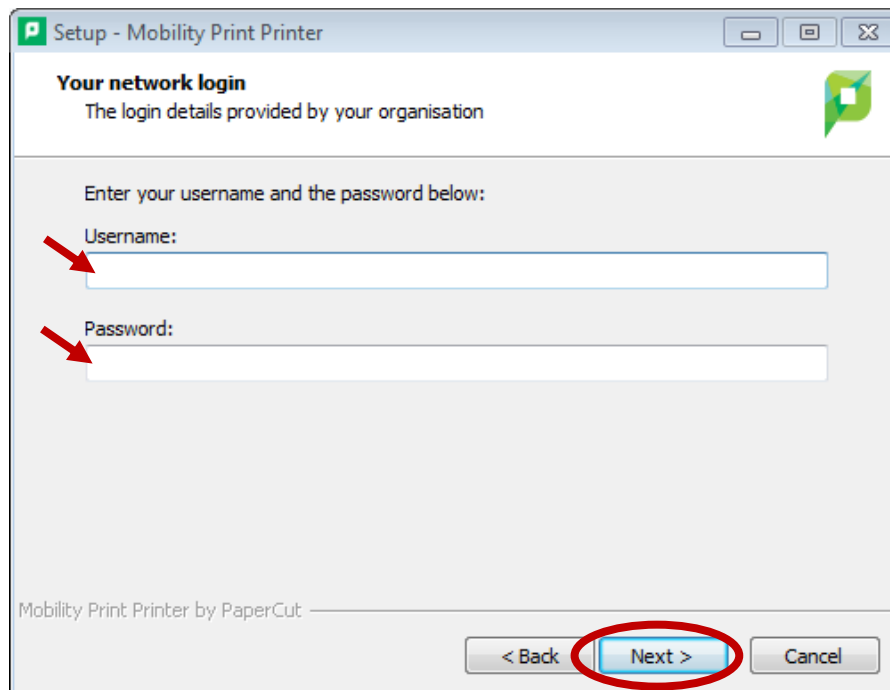 Setup - Mobility Print Printer
Your network login
The login details provided by your organisation
Enter your username and the password below:
Username:
Password:
Mobility Print Printer by PaperCut
< Back Next > Cancel